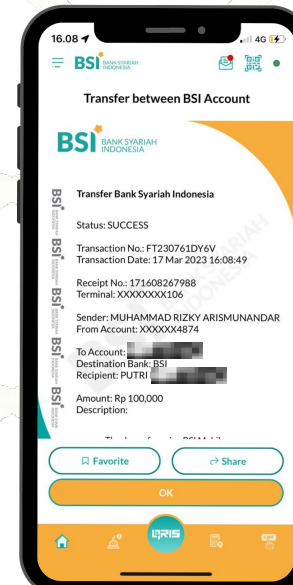 16.08 4G
BSI BANK SYARIAH
INDONESIA
Transfer between BSI Account
BSI BANK SYARIAH
INDONESIA
Transfer Bank Syariah Indonesia
Status: SUCCESS
Transaction No.: FT230761DY6V
Transaction Date: 17 Mar 2023 16:08:49
Receipt No.: 171608267988
Terminal: XXXXXXXX106
Sender: MUHAMMAD RIZKY ARISMUNANDAR
From Account: XXXXXX4874
To Account:
Destination Bank: BSI
Recipient: PUTRI
Amount: Rp 100,000
Description:
Favorite
Share
OK
QRIS